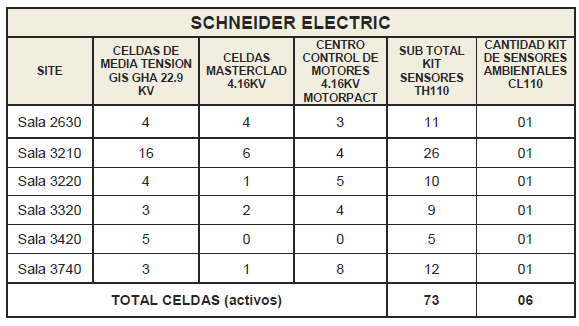 SCHNEIDER ELECTRIC
SITE
CELDAS DE
MEDIA TENSION
GIS GHA 22.9
KV
CELDAS
MASTERCLAD
4.16KV
CENTRO
CONTROL DE
MOTORES
4.16KV
MOTORPACT
SUB TOTAL
KIT
SENSORES
TH110
CANTIDAD KIT
DE SENSORES
AMBIENTALES
CL110
Sala 2630 4 4 3 11 01
Sala 3210 16 6 4 26 01
Sala 3220 4 1 5 10 01
Sala 3320 3 2 4 9 01
Sala 3420 5 0 0 5 01
Sala 3740 3 1 8 12 01
TOTAL CELDAS (activos) 73 06